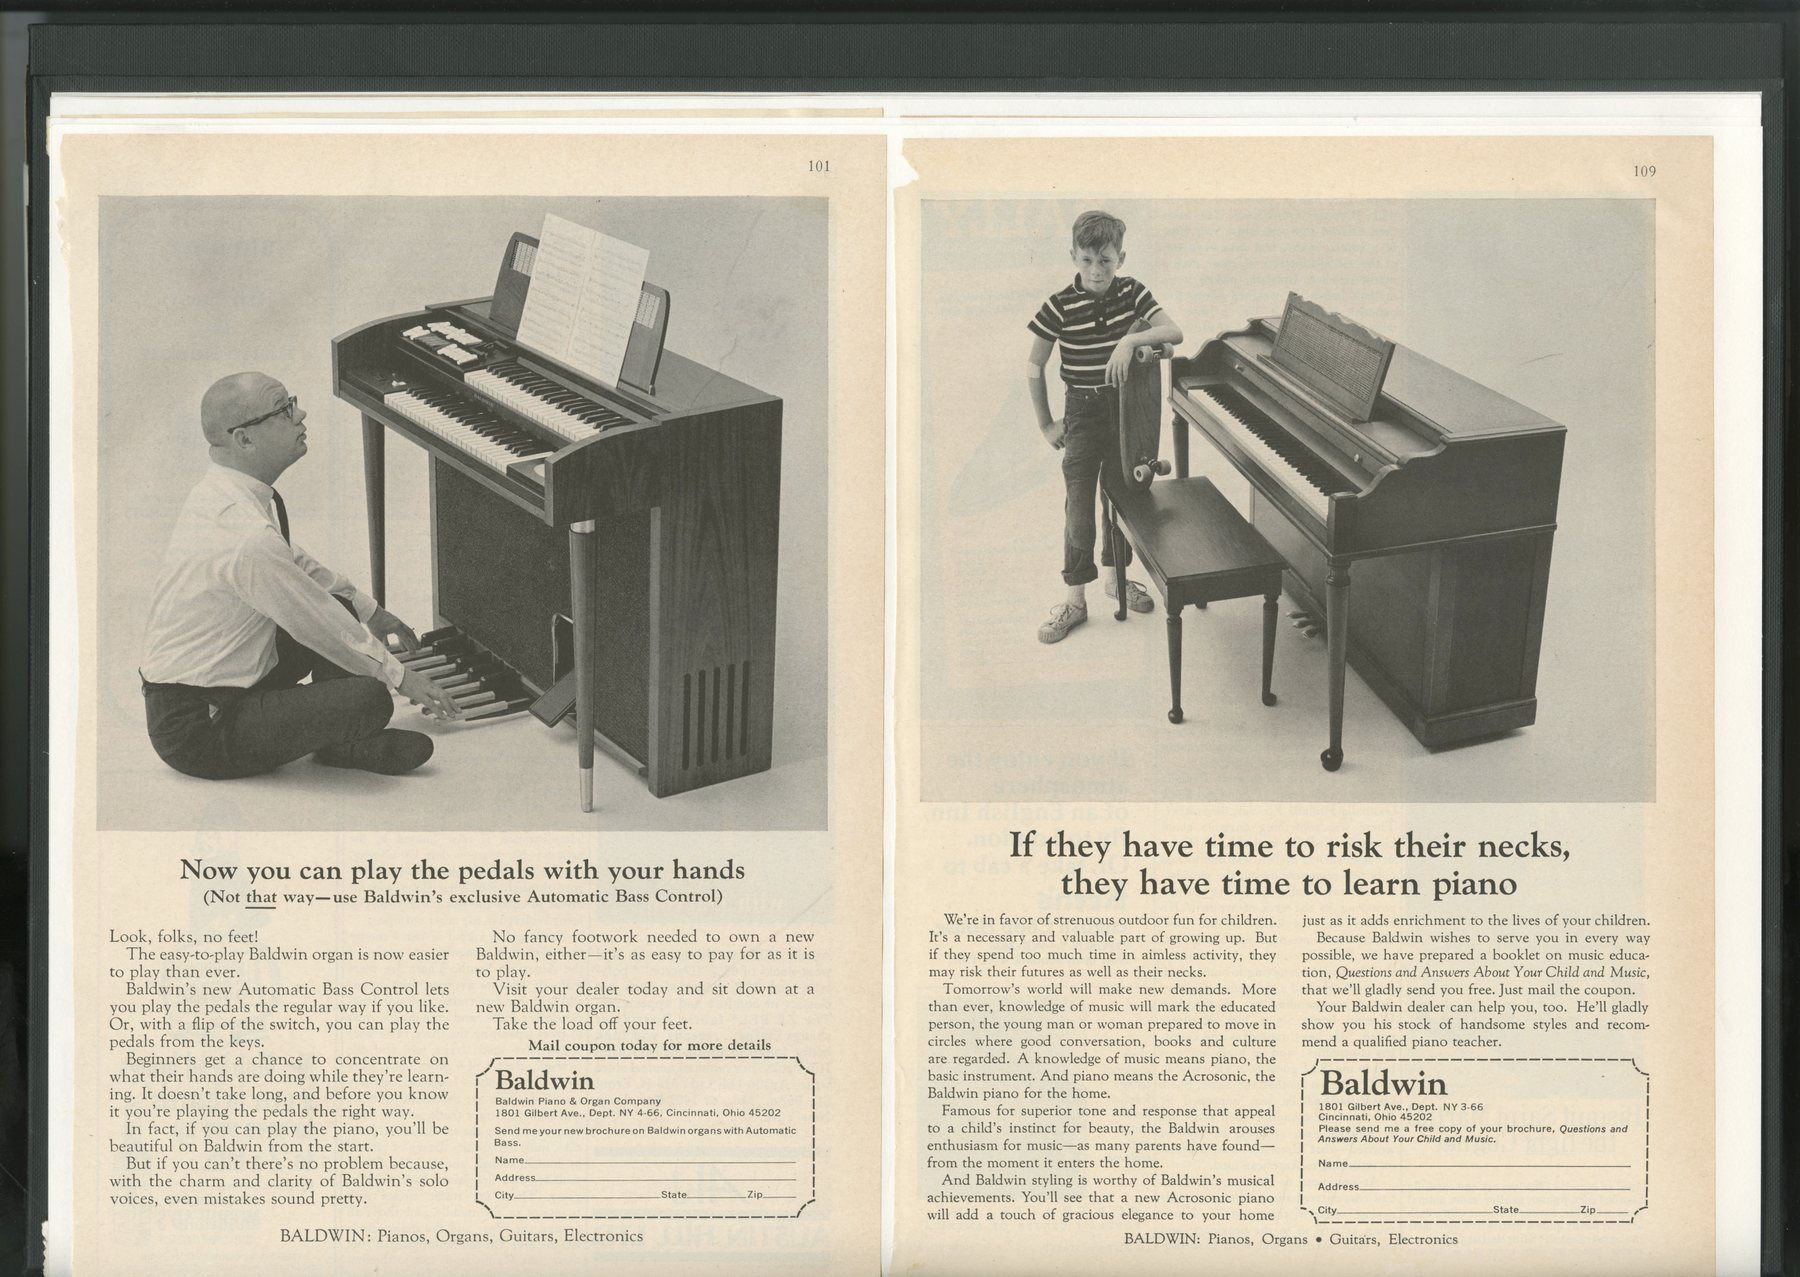 101
Now you can play the pedals with your hands
(Not that way—use Baldwin's exclusive Automatic Bass Control)
Look, folks, no feet!
The easy-to-play Baldwin organ is now easier
to play than ever.
Baldwin's new Automatic Bass Control lets
you play the pedals the regular way if you like.
Or, with a flip of the switch, you can play the
pedals from the keys.
Beginners get a chance to concentrate on
what their hands are doing while they're learn-
ing. It doesn't take long, and before you know
it you're playing the pedals the right way.
In fact, if you can play the piano, you'll be
beautiful on Baldwin from the start.
But if you can't there's no problem because,
with the charm and clarity of Baldwin's solo
voices, even mistakes sound pretty.
No fancy footwork needed to own a new
Baldwin, either—it's as easy to pay for as it is
to play.
Visit your dealer today and sit down at a
new Baldwin organ.
Take the load off your feet.
Mail coupon today for more details
Baldwin
Baldwin Piano & Organ Company
1801 Gilbert Ave., Dept. NY 4-66, Cincinnati, Ohio 45202
Send me your new brochure on Baldwin organs with Automatic
Bass.
Name
Address
City State Zip
BALDWIN: Pianos, Organs, Guitars, Electronics
109
If they have time to risk their necks,
they have time to learn piano
We're in favor of strenuous outdoor fun for children.
It's a necessary and valuable part of growing up. But
if they spend too much time in aimless activity, they
may risk their futures as well as their necks.
Tomorrow's world will make new demands. More
than ever, knowledge of music will mark the educated
person, the young man or woman prepared to move in
circles where good conversation, books and culture
are regarded. A knowledge of music means piano, the
basic instrument. And piano means the Acrosonic, the
Baldwin piano for the home.
Famous for superior tone and response that appeal
to a child's instinct for beauty, the Baldwin arouses
enthusiasm for music—as many parents have found—
from the moment it enters the home.
And Baldwin styling is worthy of Baldwin's musical
achievements. You'll see that a new Acrosonic piano
will add a touch of gracious elegance to your home
just as it adds enrichment to the lives of your children.
Because Baldwin wishes to serve you in every way
possible, we have prepared a booklet on music educa-
tion, Questions and Answers About Your Child and Music,
that we'll gladly send you free. Just mail the coupon.
Your Baldwin dealer can help you, too. He'll gladly
show you his stock of handsome styles and recom-
mend a qualified piano teacher.
Baldwin
1801 Gilbert Ave., Dept. NY 3-66
Cincinnati, Ohio 45202
Please send me a free copy of your brochure, Questions and
Answers About Your Child and Music.
Name
Address
City State Zip
BALDWIN: Pianos, Organs • Guitars, Electronics